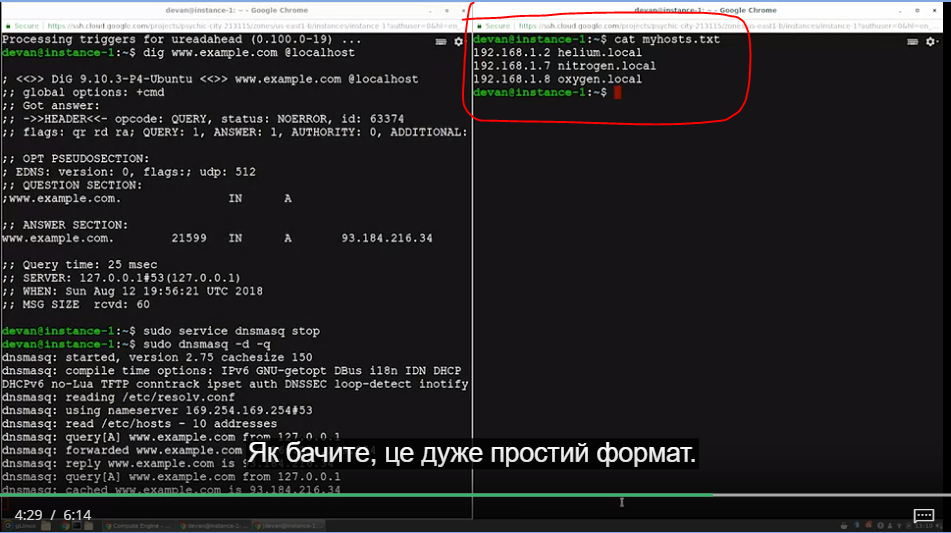 devan@instance-1: ~ - Google Chrome
Secure https://ssh.cloud.google.com/projects/psychic-city-213115/zones/us-east1-b/instances/instance-1?authuser=0&hl=en
Processing triggers for ureadahead (0.100.0-19) ...
devan@instance-1:~$ dig www.example.com @localhost
; <<>> DiG 9.10.3-P4-Ubuntu <<>> www.example.com @localhost
;; global options: +cmd
;; Got answer:
;; ->>HEADER<<- opcode: QUERY, status: NOERROR, id: 63374
;; flags: qr rd ra; QUERY: 1, ANSWER: 1, AUTHORITY: 0, ADDITIONAL:
;; OPT PSEUDOSECTION:
; EDNS: version: 0, flags:; udp: 512
;; QUESTION SECTION:
;www.example.com. IN A
;; ANSWER SECTION:
www.example.com. 21599 IN A 93.184.216.34
;; Query time: 25 msec
;; SERVER: 127.0.0.1#53(127.0.0.1)
;; WHEN: Sun Aug 12 19:56:21 UTC 2018
;; MSG SIZE rcvd: 60
devan@instance-1:~$ sudo service dnsmasq stop
devan@instance-1:~$ sudo dnsmasq -d -q
dnsmasq: started, version 2.75 cachesize 150
dnsmasq: compile time options: IPv6 GNU-getopt DBus i18n IDN DHCP
DHCPv6 no-Lua TFTP conntrack ipset auth DNSSEC loop-detect inotify
dnsmasq: reading /etc/resolv.conf
dnsmasq: using nameserver 169.254.169.254#53
dnsmasq: read /etc/hosts - 10 addresses
dnsmasq: query[A] www.example.com from 127.0.0.1
dnsmasq: forwarded www.example.com
dnsmasq: reply www.example.com is 93.184.216.34
dnsmasq: query[A] www.example.com from 127.0.0.1
dnsmasq: cached www.example.com is 93.184.216.34
devan@instance-1: ~ - Google Chrome
Secure https://ssh.cloud.google.com/projects/psychic-city-213115/zones/us-east1-b/instances/instance-1?authuser=0&hl=en
devan@instance-1:~$ cat myhosts.txt
192.168.1.2 helium.local
192.168.1.7 nitrogen.local
192.168.1.8 oxygen.local
devan@instance-1:~$
Як бачите, це дуже простий формат.
4:29 / 6:14
gLinux
Compute Engine - ...
devan@instance-1: ...
devan@instance-1: ...
13:10